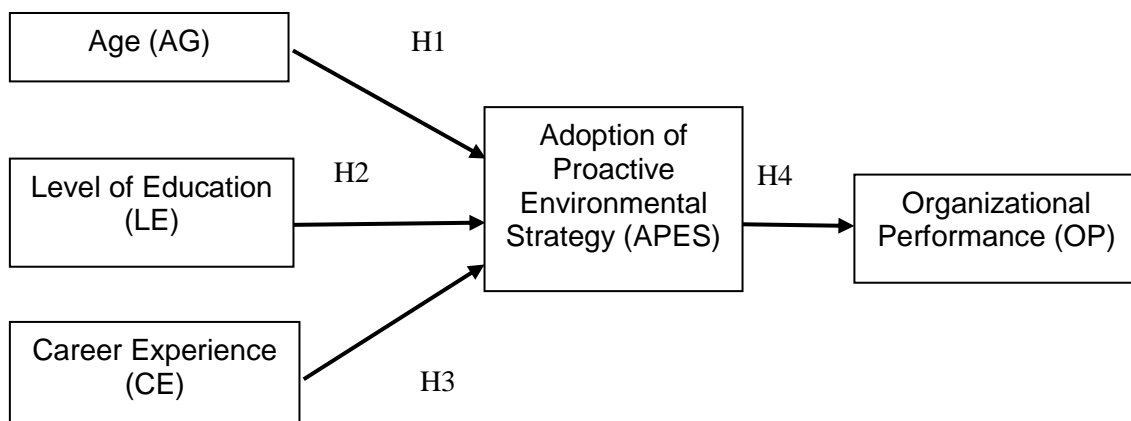 Age (AG)
H1
Level of Education
(LE)
H2
Career Experience
(CE)
H3
Adoption of
Proactive
Environmental
Strategy (APES)
H4
Organizational
Performance (OP)